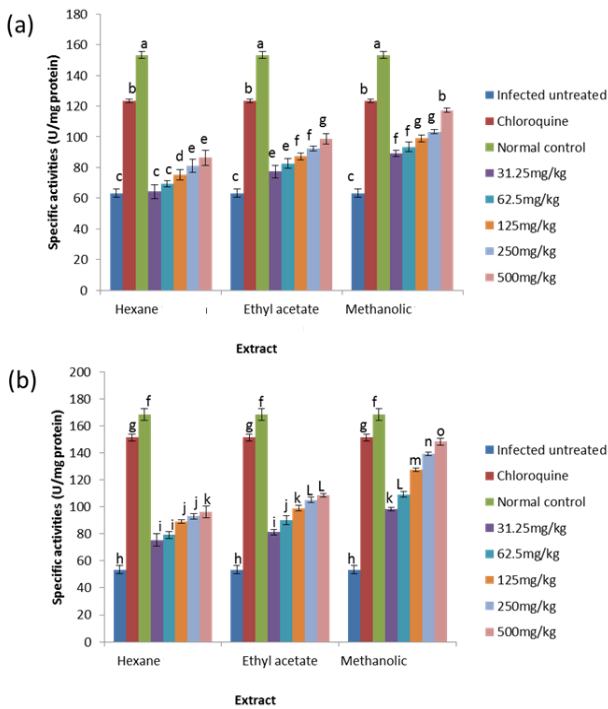 (a)
Specific activities (U/mg protein)
180
160
140
120
100
80
60
40
20
0
c b a c c d e e
c b a e e f f g
c b a f f g g b
Hexane Ethyl acetate Methanolic
Extract
Infected untreated
Chloroquine
Normal control
31.25mg/kg
62.5mg/kg
125mg/kg
250mg/kg
500mg/kg
(b)
Specific activities (U/mg protein)
200
180
160
140
120
100
80
60
40
20
0
h g f i i j j k
h g f i j k L L
h g f k L m n o
Hexane Ethyl acetate Methanolic
Extract
Infected untreated
Chloroquine
Normal control
31.25mg/kg
62.5mg/kg
125mg/kg
250mg/kg
500mg/kg